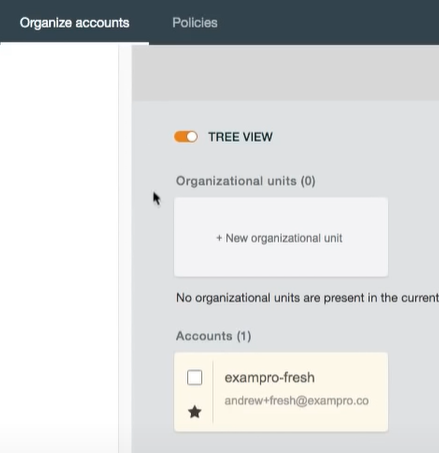 Organize accounts Policies
TREE VIEW
Organizational units (0)
+ New organizational unit
No organizational units are present in the current
Accounts (1)
exampro-fresh
andrew+fresh@exampro.co